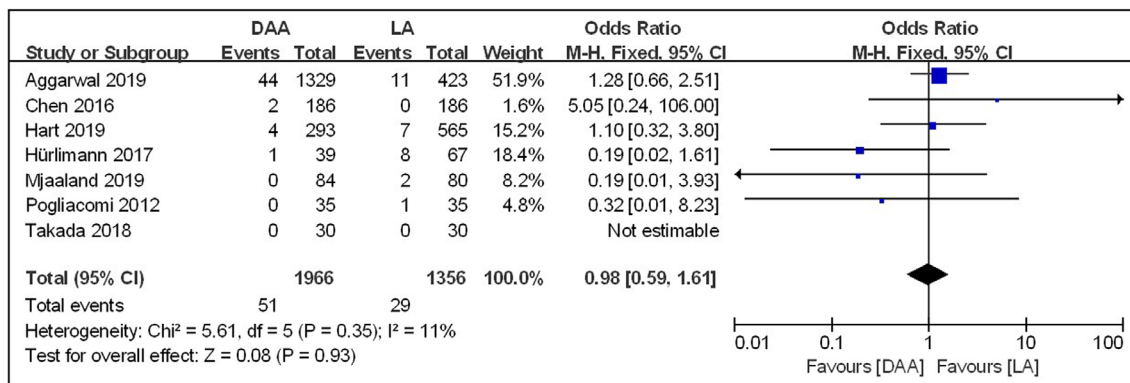 DAA LA Odds Ratio Odds Ratio
Study or Subgroup Events Total Events Total Weight M-H, Fixed, 95% CI M-H, Fixed, 95% CI
Aggarwal 2019 44 1329 11 423 51.9% 1.28 [0.66, 2.51]
Chen 2016 2 186 0 186 1.6% 5.05 [0.24, 106.00]
Hart 2019 4 293 7 565 15.2% 1.10 [0.32, 3.80]
Hürlimann 2017 1 39 8 67 18.4% 0.19 [0.02, 1.61]
Mjaaland 2019 0 84 2 80 8.2% 0.19 [0.01, 3.93]
Pogliacomi 2012 0 35 1 35 4.8% 0.32 [0.01, 8.23]
Takada 2018 0 30 0 30 Not estimable
Total (95% CI) 1966 1356 100.0% 0.98 [0.59, 1.61]
Total events 51 29
Heterogeneity: Chi² = 5.61, df = 5 (P = 0.35); I² = 11%
Test for overall effect: Z = 0.08 (P = 0.93)
0.01 0.1 1 10 100
Favours [DAA] Favours [LA]